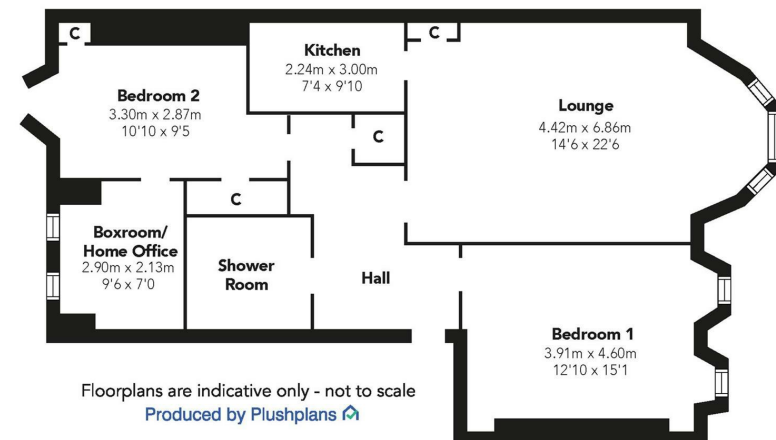 C
Bedroom 2
3.30m x 2.87m
10'10 x 9'5
Kitchen
2.24m x 3.00m
7'4 x 9'10
C
C
Lounge
4.42m x 6.86m
14'6 x 22'6
C
Boxroom/
Home Office
2.90m x 2.13m
9'6 x 7'0
Shower
Room
Hall
Bedroom 1
3.91m x 4.60m
12'10 x 15'1
Floorplans are indicative only - not to scale
Produced by Plushplans